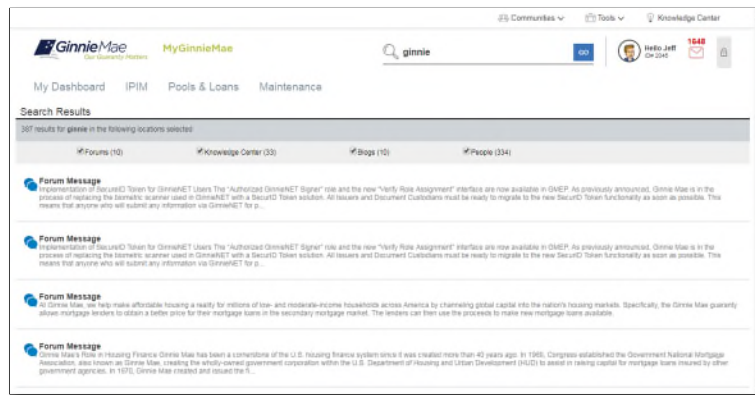 Communities Tools Knowledge Center
GinnieMae
Our Guaranty Matters
MyGinnieMae
ginnie
GO
Hello Jeff
ID# 2045
1648
My Dashboard IPIM Pools & Loans Maintenance
Search Results
387 results for ginnie in the following locations selected
Forums (10) Knowledge Center (33) Blogs (10) People (334)
Forum Message
Implementation of SecureID Token for GinnieNET Users The "Authorized GinnieNET Signer" role and the new "Verify Role Assignment" interface are now available in GMEP. As previously announced, Ginnie Mae is in the
process of replacing the biometric scanner used in GinnieNET with a SecurID Token solution. All Issuers and Document Custodians must be ready to migrate to the new SecurID Token functionality as soon as possible. This
means that anyone who will submit any information via GinnieNET for p...
Forum Message
Implementation of SecureID Token for GinnieNET Users The "Authorized GinnieNET Signer" role and the new "Verify Role Assignment" interface are now available in GMEP. As previously announced, Ginnie Mae is in the
process of replacing the biometric scanner used in GinnieNET with a SecurID Token solution. All Issuers and Document Custodians must be ready to migrate to the new SecurID Token functionality as soon as possible. This
means that anyone who will submit any information via GinnieNET for p...
Forum Message
At Ginnie Mae, we help make affordable housing a reality for millions of low- and moderate-income households across America by channeling global capital into the nation's housing markets. Specifically, the Ginnie Mae guaranty
allows mortgage lenders to obtain a better price for their mortgage loans in the secondary mortgage market. The lenders can then use the proceeds to make new mortgage loans available.
Forum Message
Ginnie Mae's Role in Housing Finance Ginnie Mae has been a cornerstone of the U.S. housing finance system since it was created more than 40 years ago. In 1968, Congress established the Government National Mortgage
Association, also known as Ginnie Mae, creating the wholly-owned government corporation within the U.S. Department of Housing and Urban Development (HUD) to assist in raising capital for mortgage loans insured by other
government agencies. In 1970, Ginnie Mae created and issued the fi...